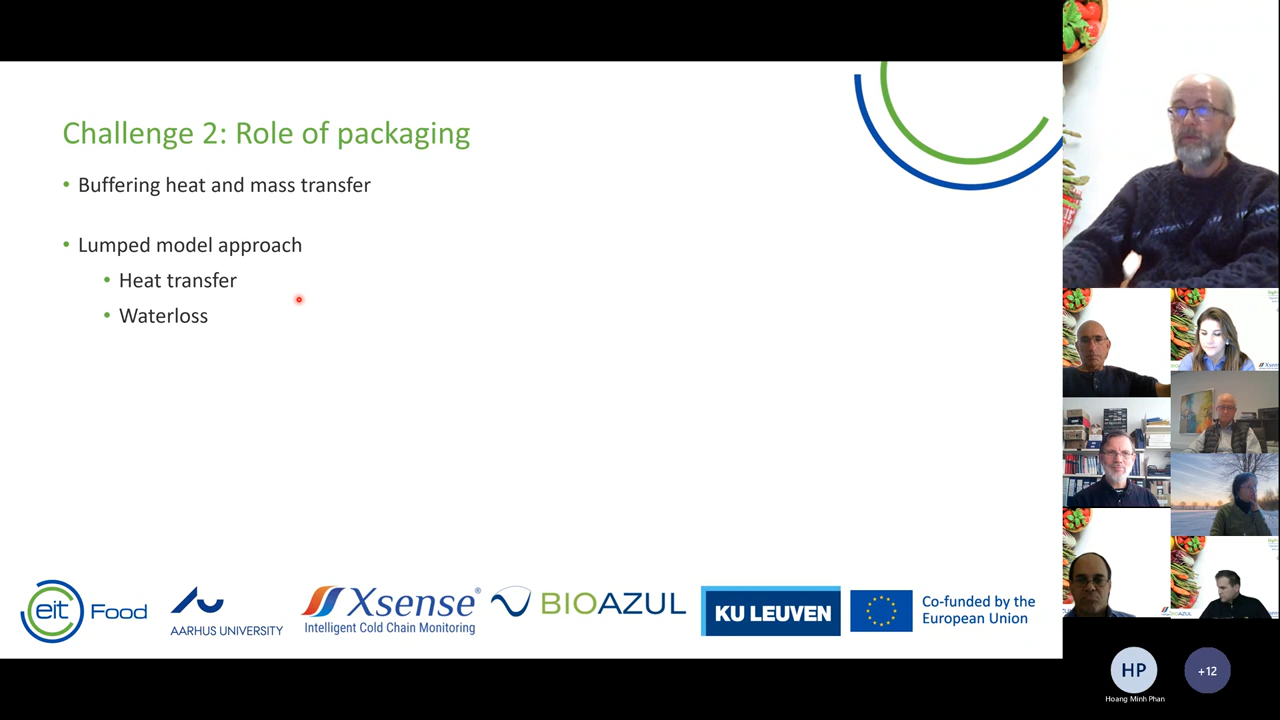 Challenge 2: Role of packaging
• Buffering heat and mass transfer
• Lumped model approach
• Heat transfer
• Waterloss
eit Food
AARHUS UNIVERSITY
Xsense®
Intelligent Cold Chain Monitoring
BIOAZUL
KU LEUVEN
Co-funded by the
European Union
HP
+12
Hoang Minh Phan